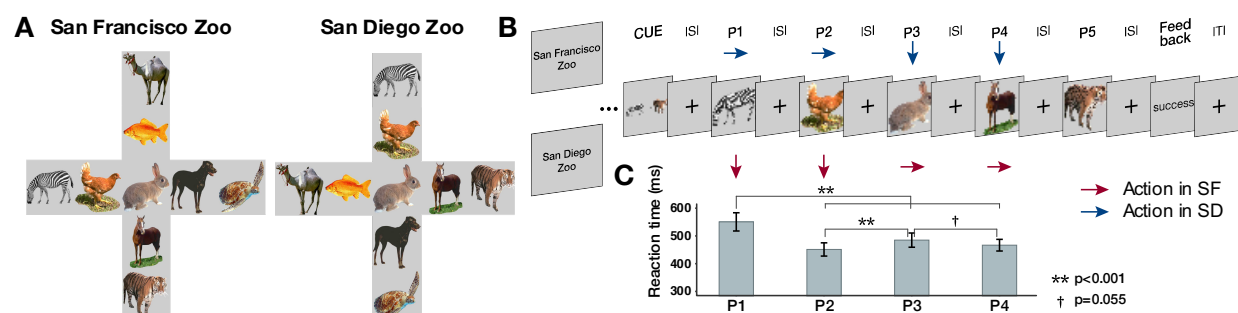 A
San Francisco Zoo
San Diego Zoo
B
San Francisco
Zoo
San Diego
Zoo
CUE
ISI
P1
ISI
P2
ISI
P3
ISI
P4
ISI
P5
ISI
Feed
back
ITI
+
+
+
+
+
+
success
+
Action in SF
Action in SD
C
Reaction time (ms)
600
500
400
300
**
**
†
P1
P2
P3
P4
** p<0.001
† p=0.055